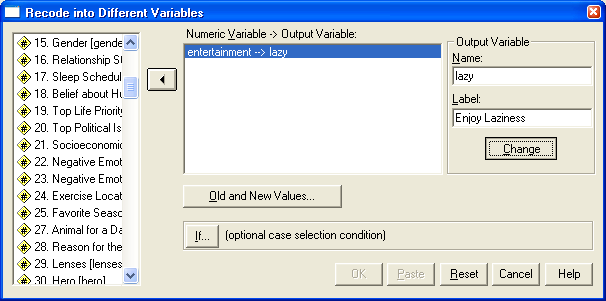 Recode into Different Variables
15. Gender [gende
16. Relationship St
17. Sleep Schedul
18. Belief about Hu
19. Top Life Priority
20. Top Political Is
21. Socioeconomic
22. Negative Emot
23. Negative Emot
24. Exercise Locat
25. Favorite Seaso
27. Animal for a Da
28. Reason for the
29. Lenses [lenses
30. Hero [hero]
Numeric Variable -> Output Variable:
entertainment --> lazy
Output Variable
Name:
lazy
Label:
Enjoy Laziness
Change
Old and New Values...
If... (optional case selection condition)
OK Paste Reset Cancel Help